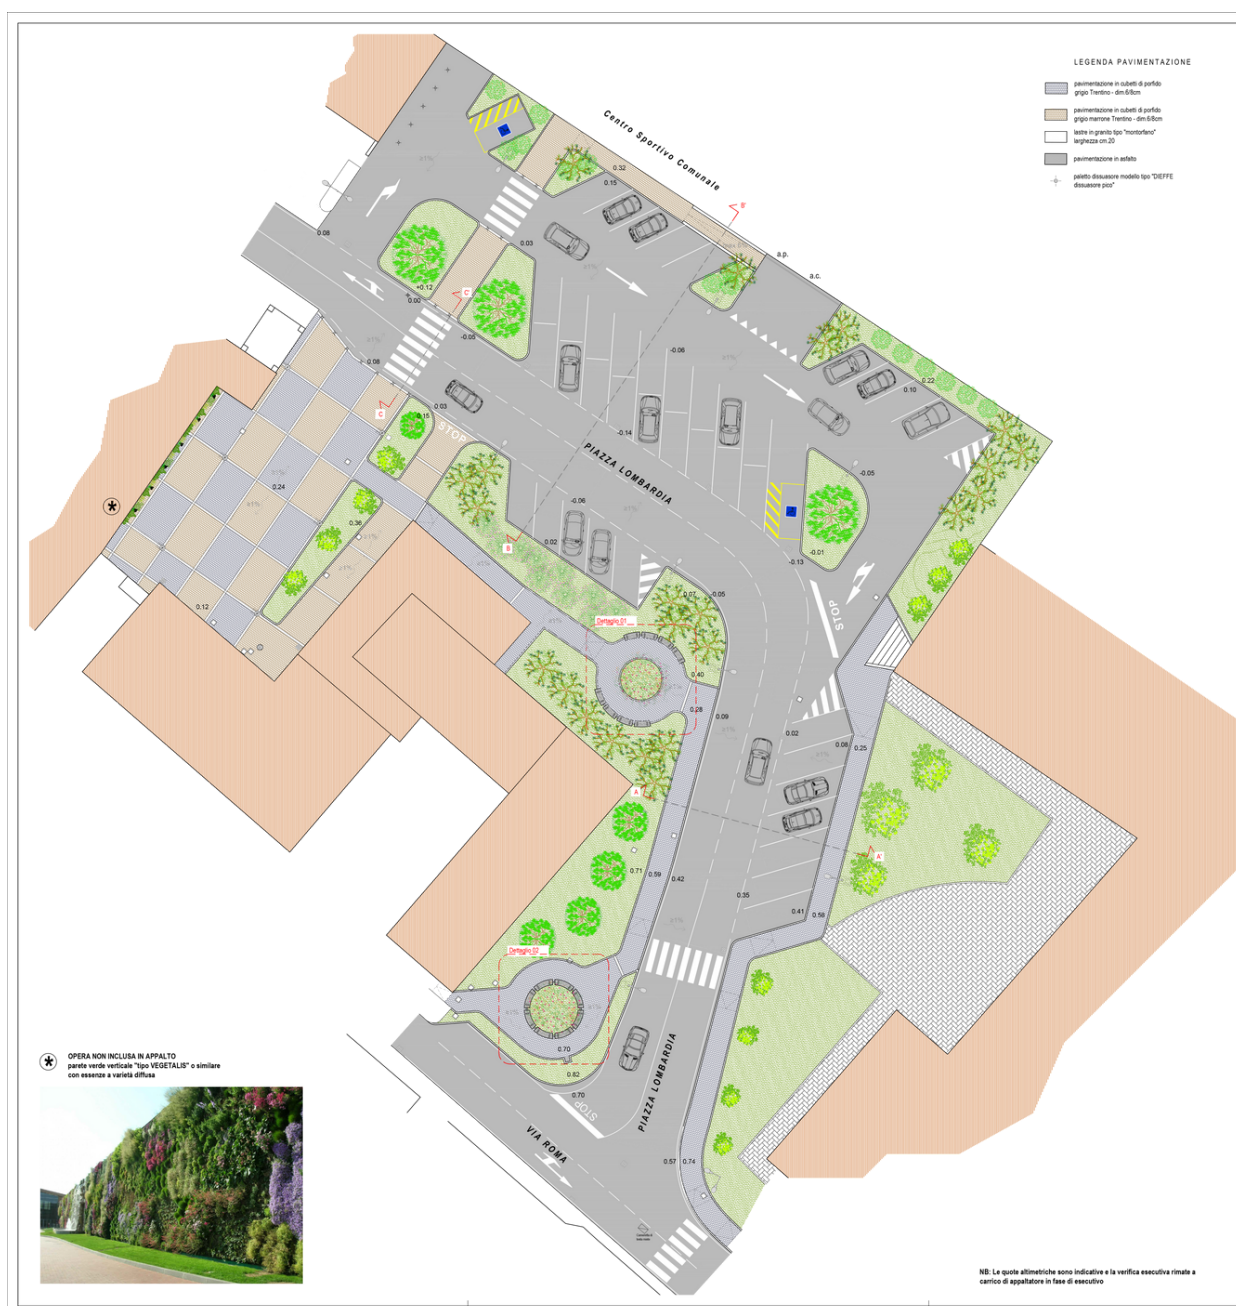 LEGENDA PAVIMENTAZIONE
pavimentazione in cubetti di porfido
grigio Trentino - dim.6/8cm
pavimentazione in cubetti di porfido
grigio marrone Trentino - dim.6/8cm
lastre in granito tipo "montorfano"
larghezza cm.20
pavimentazione in asfalto
paletto dissuasore modello tipo "DIEFFE
dissuasore pico"
Centro Sportivo Comunale
0.32
0.15
B'
a.p.
a.c.
0.08
0.03
+0.12
0.00
C'
-0.05
-0.08
0.22
0.10
0.08
0.03
C
0.15
STOP
-0.14
PIAZZA LOMBARDIA
-0.05
0.24
0.36
-0.06
0.02
B
-0.01
-0.13
0.12
0.07
-0.05
STOP
Dettaglio 01
0.40
0.28
0.09
0.02
0.08
0.25
A
A'
0.71
0.59
0.42
0.35
0.41
0.58
Dettaglio 02
0.70
0.82
0.70
STOP
PIAZZA LOMBARDIA
VIA ROMA
0.57
0.74
OPERA NON INCLUSA IN APPALTO
parete verde verticale "tipo VEGETALIS" o similare
con essenze a varietà diffusa
NB: Le quote altimetriche sono indicative e la verifica esecutiva rimate a
carrico di appaltatore in fase di esecutivo